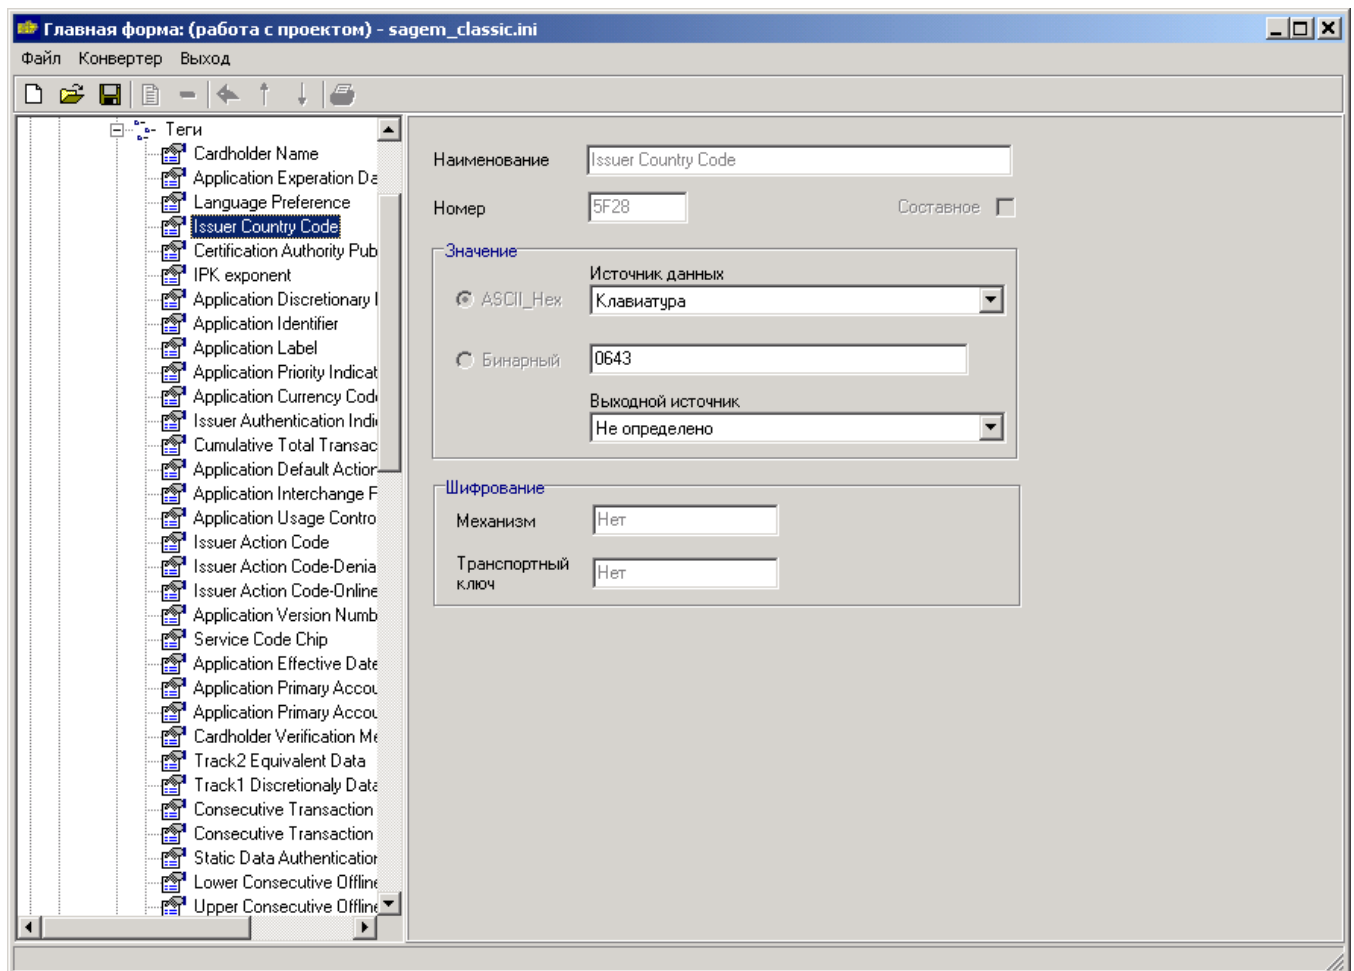 Главная форма: (работа с проектом) - sagem_classic.ini
Файл Конвертер Выход
Теги
Cardholder Name
Application Experation Da
Language Preference
Issuer Country Code
Certification Authority Pub
IPK exponent
Application Discretionary I
Application Identifier
Application Label
Application Priority Indicat
Application Currency Code
Issuer Authentication Indic
Cumulative Total Transac
Application Default Action
Application Interchange F
Application Usage Contro
Issuer Action Code
Issuer Action Code-Denia
Issuer Action Code-Online
Application Version Numb
Service Code Chip
Application Effective Date
Application Primary Accou
Application Primary Accou
Cardholder Verification Me
Track2 Equivalent Data
Track1 Discretionaly Data
Consecutive Transaction
Consecutive Transaction
Static Data Authentication
Lower Consecutive Offline
Upper Consecutive Offline
Наименование Issuer Country Code
Номер 5F28 Составное
Значение
Источник данных
ASCII_Hex Клавиатура
Бинарный 0643
Выходной источник
Не определено
Шифрование
Механизм Нет
Транспортный
ключ Нет